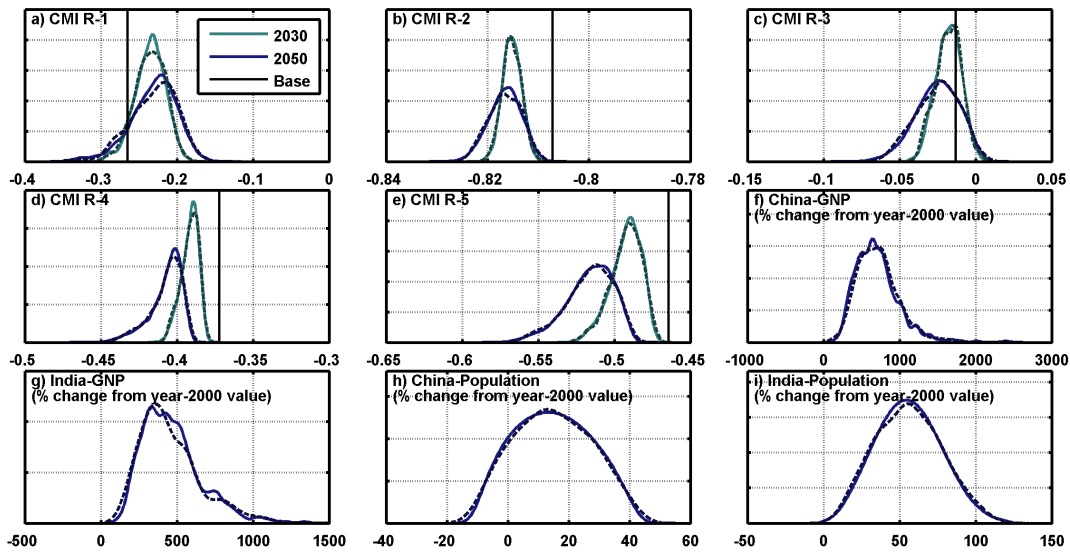 a) CMI R-1
2030
2050
Base
-0.4 -0.3 -0.2 -0.1 0
b) CMI R-2
-0.84 -0.82 -0.8 -0.78
c) CMI R-3
-0.15 -0.1 -0.05 0 0.05
d) CMI R-4
-0.5 -0.45 -0.4 -0.35 -0.3
e) CMI R-5
-0.65 -0.6 -0.55 -0.5 -0.45
f) China-GNP
(% change from year-2000 value)
-1000 0 1000 2000 3000
g) India-GNP
(% change from year-2000 value)
0 500 1000 1500
h) China-Population
(% change from year-2000 value)
-40 -20 0 20 40 60
i) India-Population
(% change from year-2000 value)
-50 0 50 100 150